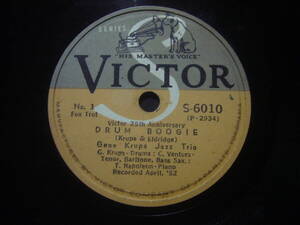 SERIES
"HIS MASTER'S VOICE"
VICTOR
No. 1
Fox Trot
S-6010
(P-2934)
Victor 25th Anniversary
DRUM BOOGIE
(Krupa & Eldridge)
Gene Krupa Jazz Trio
G. Krupa-Drums : C. Ventura-
Tenor, Baritone, Bass Sax :
T. Napoleon-Piano
Recorded April, '52